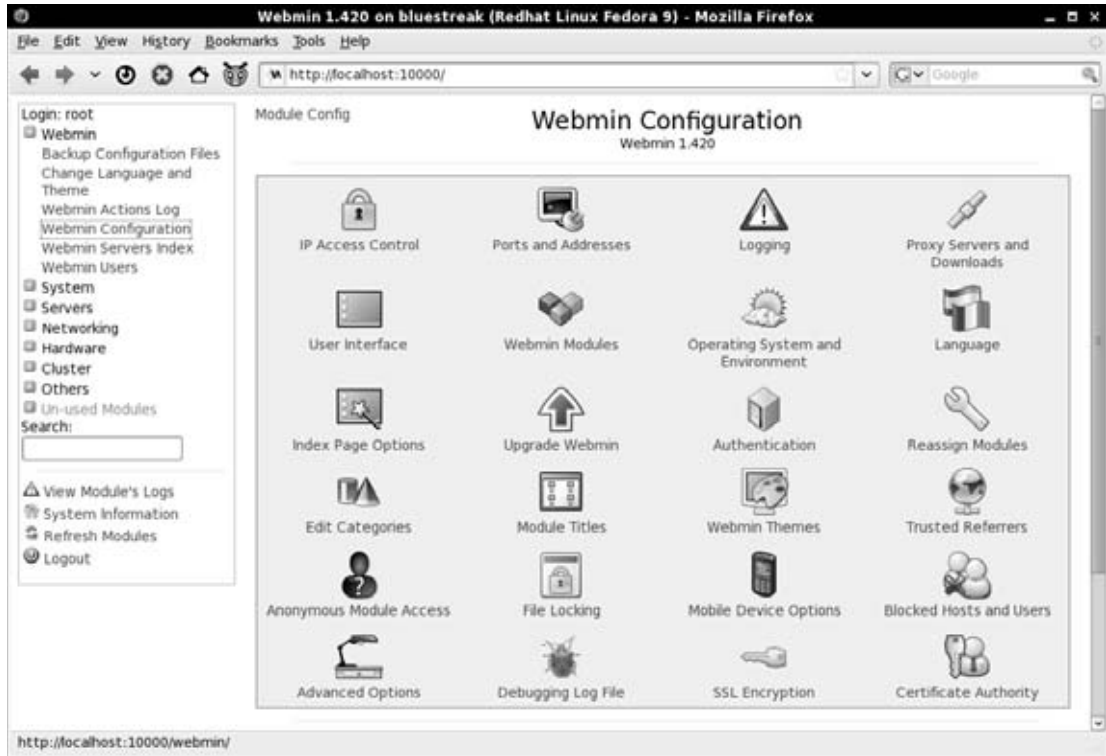 Webmin 1.420 on bluestreak (Redhat Linux Fedora 9) - Mozilla Firefox
File Edit View History Bookmarks Tools Help
http://localhost:10000/
Google
Login: root
Webmin
Backup Configuration Files
Change Language and
Theme
Webmin Actions Log
Webmin Configuration
Webmin Servers Index
Webmin Users
System
Servers
Networking
Hardware
Cluster
Others
Un-used Modules
Search:
View Module's Logs
System Information
Refresh Modules
Logout
Module Config
Webmin Configuration
Webmin 1.420
IP Access Control
Ports and Addresses
Logging
Proxy Servers and
Downloads
User Interface
Webmin Modules
Operating System and
Environment
Language
Index Page Options
Upgrade Webmin
Authentication
Reassign Modules
Edit Categories
Module Titles
Webmin Themes
Trusted Referrers
Anonymous Module Access
File Locking
Mobile Device Options
Blocked Hosts and Users
Advanced Options
Debugging Log File
SSL Encryption
Certificate Authority
http://localhost:10000/webmin/